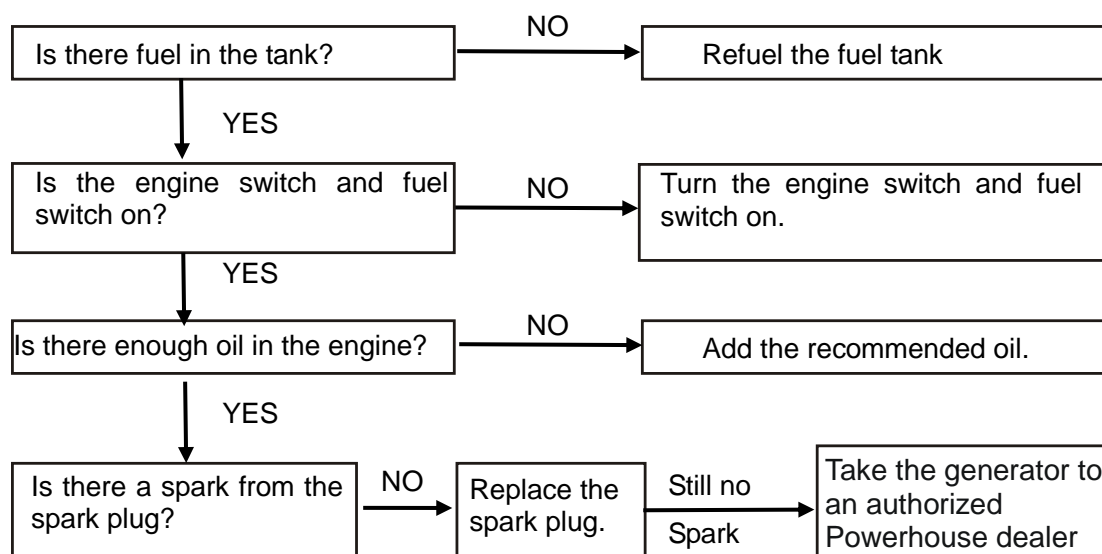 NO
Is there fuel in the tank?
Refuel the fuel tank
YES
Is the engine switch and fuel
switch on?
NO
Turn the engine switch and fuel
switch on.
YES
Is there enough oil in the engine?
NO
Add the recommended oil.
YES
Is there a spark from the
spark plug?
NO
Replace the
spark plug.
Still no
Spark
Take the generator to
an authorized
Powerhouse dealer